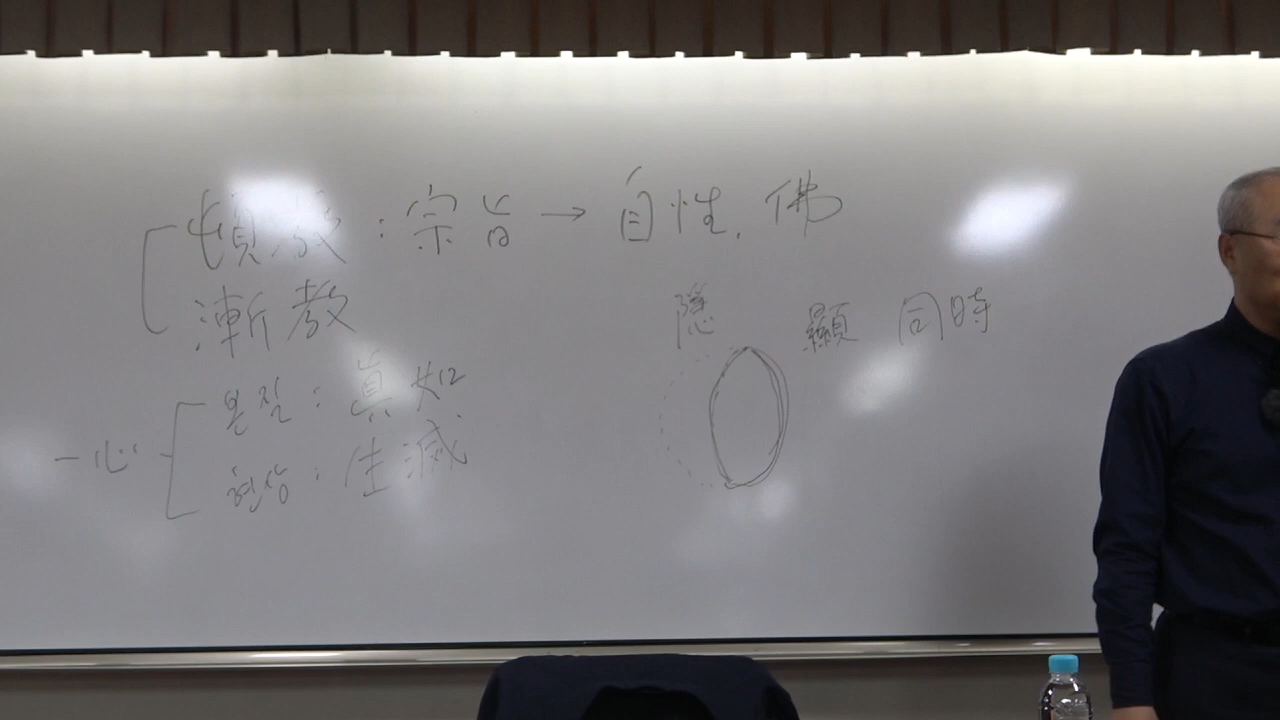 頓敎 : 宗旨 → 自性. 佛
漸教
隱 顯 同時
一心
본질 : 眞如
현상 : 生滅